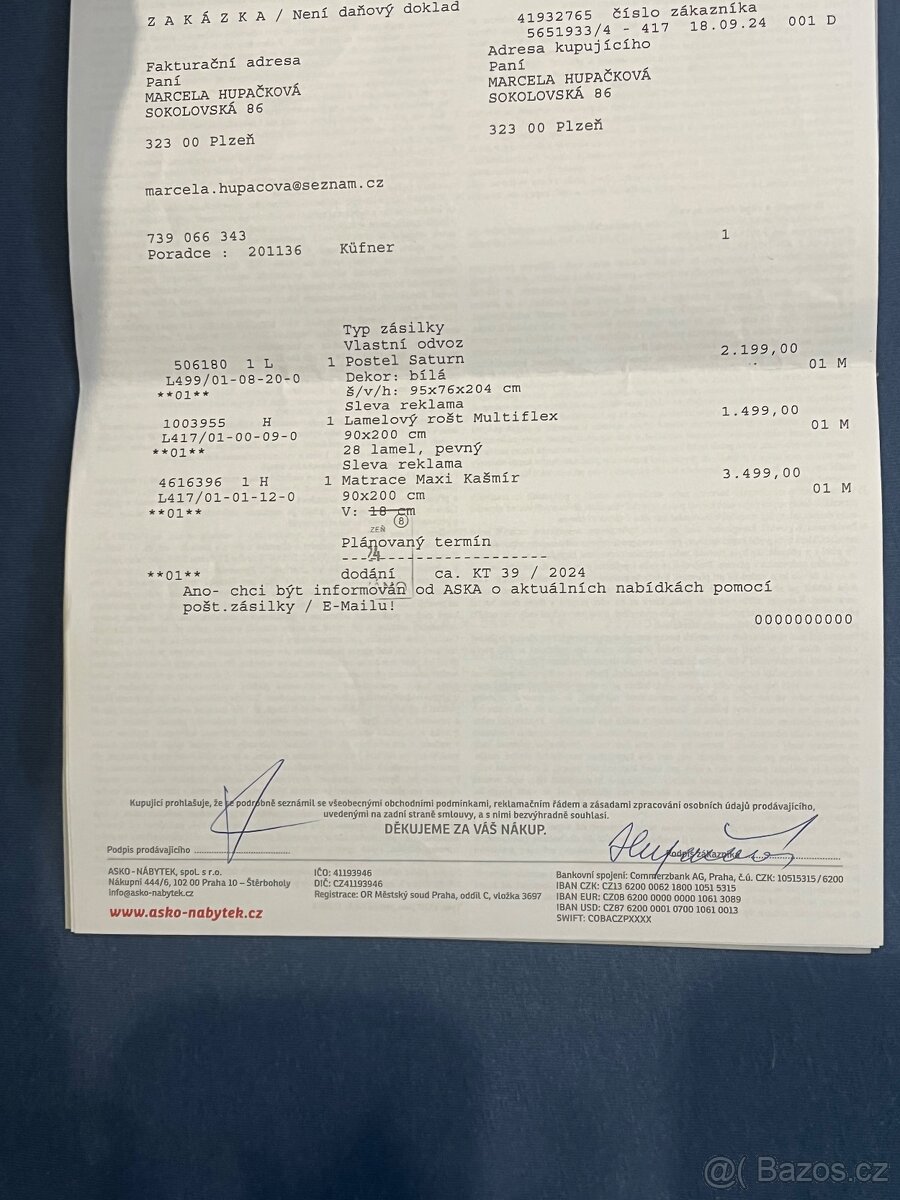 ZAKÁZKA / Není daňový doklad
41932765 číslo zákazníka
5651933/4 - 417 18.09.24 001 D
Fakturační adresa
Paní
MARCELA HUPAČKOVÁ
SOKOLOVSKÁ 86
323 00 Plzeň
Adresa kupujícího
Paní
MARCELA HUPAČKOVÁ
SOKOLOVSKÁ 86
323 00 Plzeň
marcela.hupacova@seznam.cz
739 066 343
Poradce : 201136 Küfner
1
Typ zásilky
Vlastní odvoz
506180 1 L 1 Postel Saturn 2.199,00
L499/01-08-20-0 Dekor: bílá 01 M
**01** š/v/h: 95x76x204 cm
Sleva reklama
1003955 H 1 Lamelový rošt Multiflex 1.499,00
L417/01-00-09-0 90x200 cm 01 M
**01** 28 lamel, pevný
Sleva reklama
4616396 1 H 1 Matrace Maxi Kašmír 3.499,00
L417/01-01-12-0 90x200 cm 01 M
**01** V: 18 cm
8
ZEŇ
Plánovaný termín
74
----------------------
**01** dodání ca. KT 39 / 2024
Ano- chci být informován od ASKA o aktuálních nabídkách pomocí
pošt.zásilky / E-Mailu!
0000000000
Kupující prohlašuje, že se podrobně seznámil se všeobecnými obchodními podmínkami, reklamačním řádem a zásadami zpracování osobních údajů prodávajícího,
uvedenými na zadní straně smlouvy, a s nimi bezvýhradně souhlasí.
DĚKUJEME ZA VÁŠ NÁKUP.
Podpis prodávajícího
Podpis zákazníka
ASKO - NÁBYTEK, spol. s r.o.
Nákupní 444/6, 102 00 Praha 10 – Štěrboholy
info@asko-nabytek.cz
www.asko-nabytek.cz
IČO: 41193946
DIČ: CZ41193946
Registrace: OR Městský soud Praha, oddíl C, vložka 3697
Bankovní spojení: Commerzbank AG, Praha, č.ú. CZK: 10515315/6200
IBAN CZK: CZ13 6200 0062 1800 1051 5315
IBAN EUR: CZ08 6200 0000 0000 1061 3089
IBAN USD: CZ87 6200 0001 0700 1061 0013
SWIFT: COBACZPXXXX
@( Bazos.cz